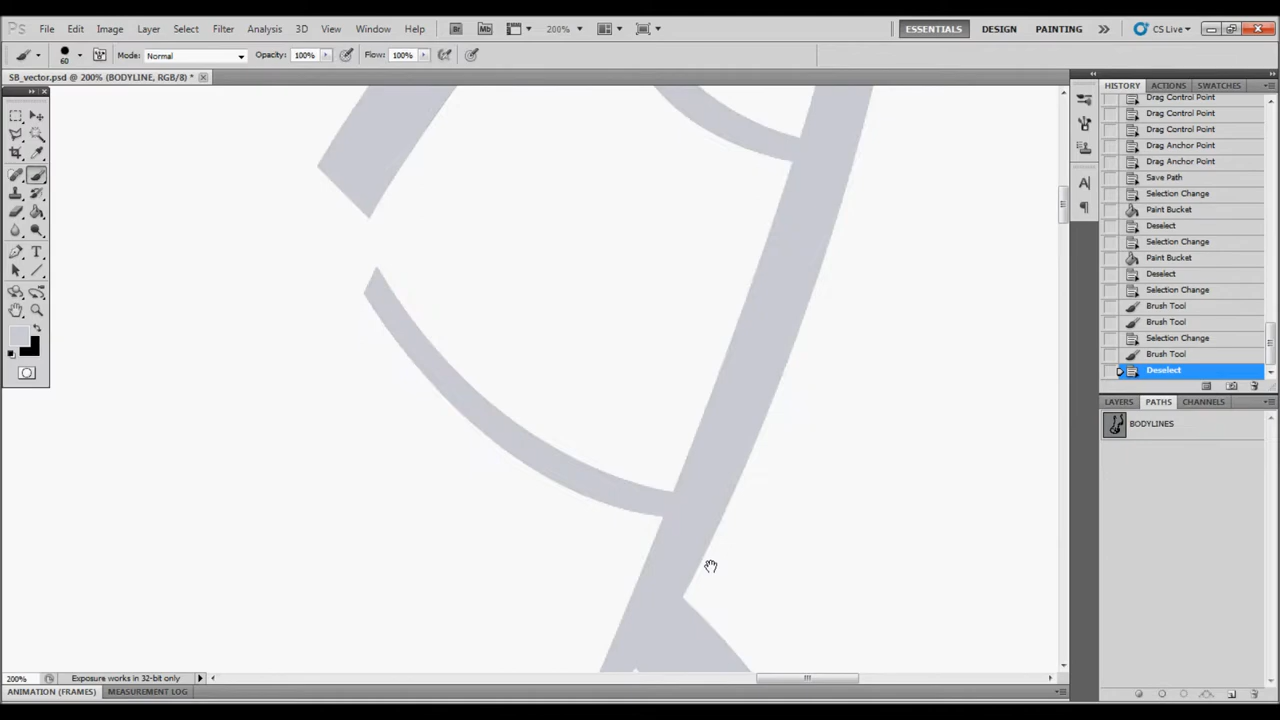 Ps File Edit Image Layer Select Filter Analysis 3D View Window Help Br Mb 200% ESSENTIALS DESIGN PAINTING CS Live
60 Mode: Normal Opacity: 100% Flow: 100%
SB_vector.psd @ 200% (BODYLINE, RGB/8) *
HISTORY ACTIONS SWATCHES
Drag Control Point
Drag Control Point
Drag Control Point
Drag Anchor Point
Drag Anchor Point
Save Path
Selection Change
Paint Bucket
Deselect
Selection Change
Paint Bucket
Deselect
Selection Change
Brush Tool
Brush Tool
Selection Change
Brush Tool
Deselect
LAYERS PATHS CHANNELS
BODYLINES
200% Exposure works in 32-bit only
ANIMATION (FRAMES) MEASUREMENT LOG